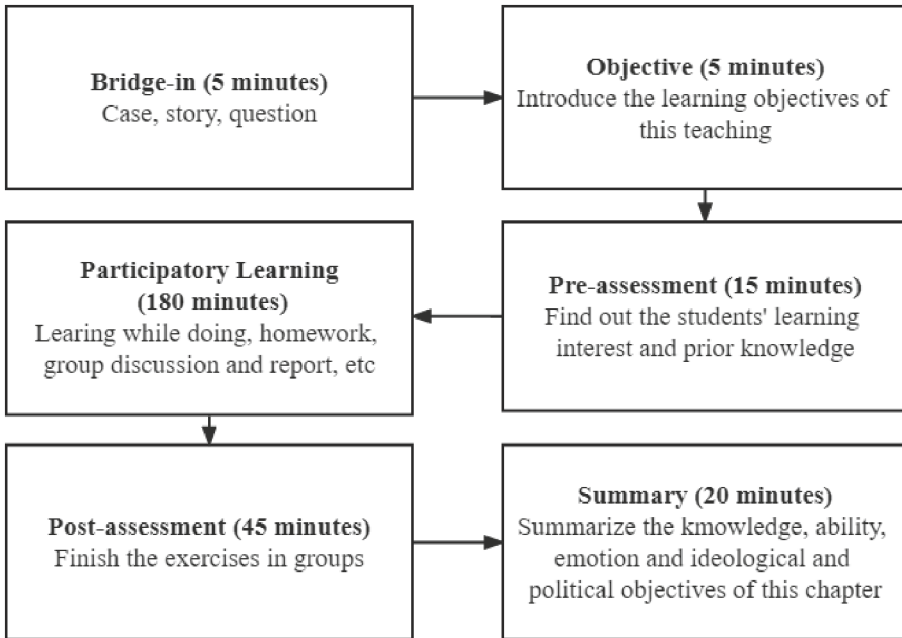 Bridge-in (5 minutes)
Case, story, question
Objective (5 minutes)
Introduce the learning objectives of
this teaching
Pre-assessment (15 minutes)
Find out the students' learning
interest and prior knowledge
Participatory Learning
(180 minutes)
Learing while doing, homework,
group discussion and report, etc
Post-assessment (45 minutes)
Finish the exercises in groups
Summary (20 minutes)
Summarize the kmowledge, ability,
emotion and ideological and
political objectives of this chapter